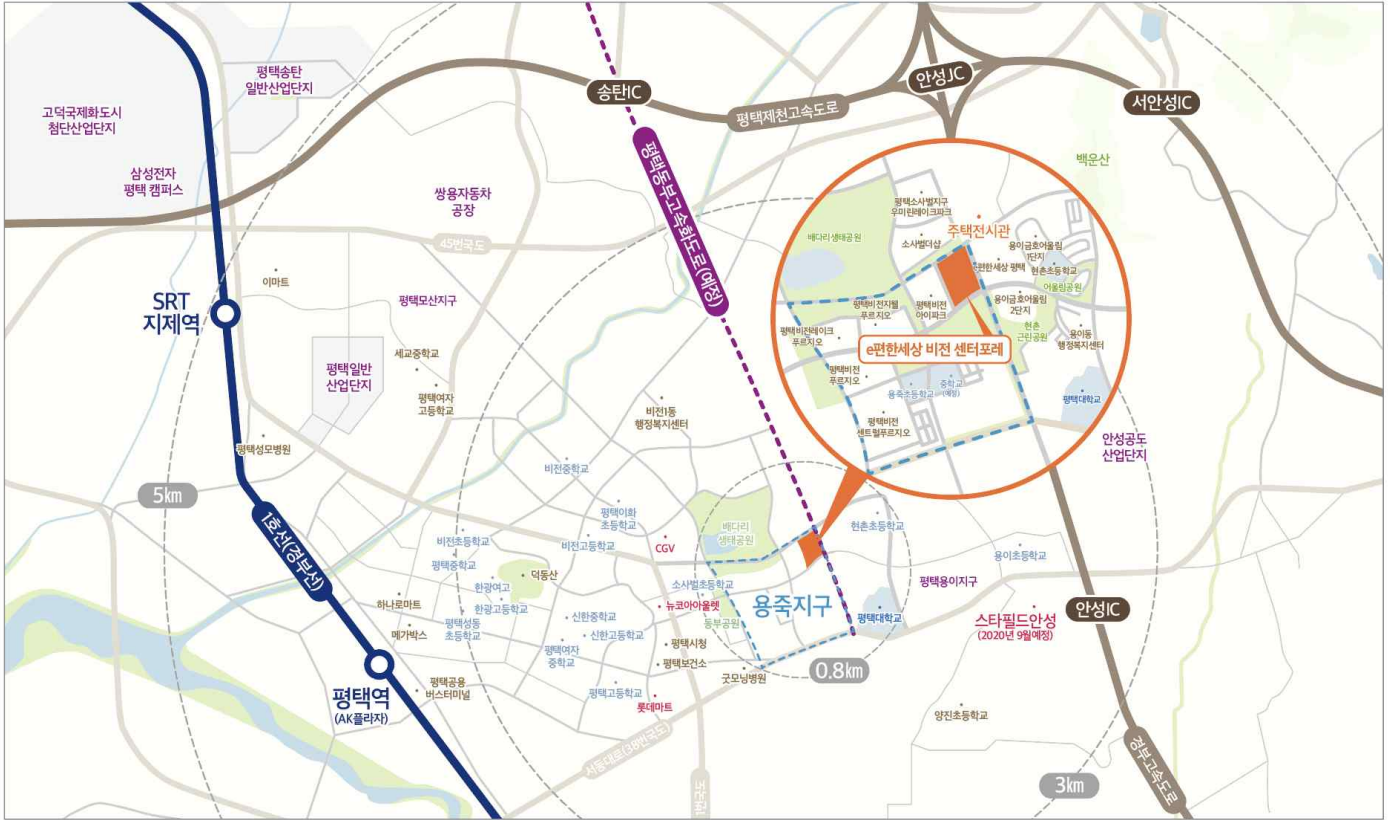 평택송탄
일반산업단지
고덕국제화도시
첨단산업단지
삼성전자
평택 캠퍼스
쌍용자동차
공장
송탄IC
평택제천고속도로
안성JC
서안성IC
백운산
평택동부고속화도로(예정)
45번국도
이마트
SRT
지제역
평택모산지구
세교중학교
평택일반
산업단지
평택여자
고등학교
평택성모병원
비전1동
행정복지센터
5km
1호선(경부선)
평택소사벌지구
우미린레이크파크
주택전시관
배다리생태공원
소사벌더샵
용이금호어울림
1단지
e편한세상 평택
현촌초등학교
어울림공원
평택비전지웰
푸르지오
평택비전
아이파크
용이금호어울림
2단지
평택비전레이크
푸르지오
현촌
근린공원
용이동
행정복지센터
e편한세상 비전 센터포레
평택비전
푸르지오
용죽초등학교
중학교
(예정)
평택대학교
평택비전
센트럴푸르지오
안성공도
산업단지
비전중학교
평택이화
초등학교
비전초등학교
비전고등학교
CGV
배다리
생태공원
현촌초등학교
평택중학교
덕동산
한광여고
한광고등학교
소사벌초등학교
용이초등학교
평택용이지구
하나로마트
뉴코아아울렛
용죽지구
평택대학교
안성IC
스타필드안성
(2020년 9월예정)
메가박스
평택성동
초등학교
신한중학교
신한고등학교
동부공원
평택여자
중학교
평택시청
평택보건소
굿모닝병원
0.8km
평택역
(AK플라자)
평택공용
버스터미널
평택고등학교
롯데마트
양진초등학교
서동대로(38번국도)
경부고속도로
3km